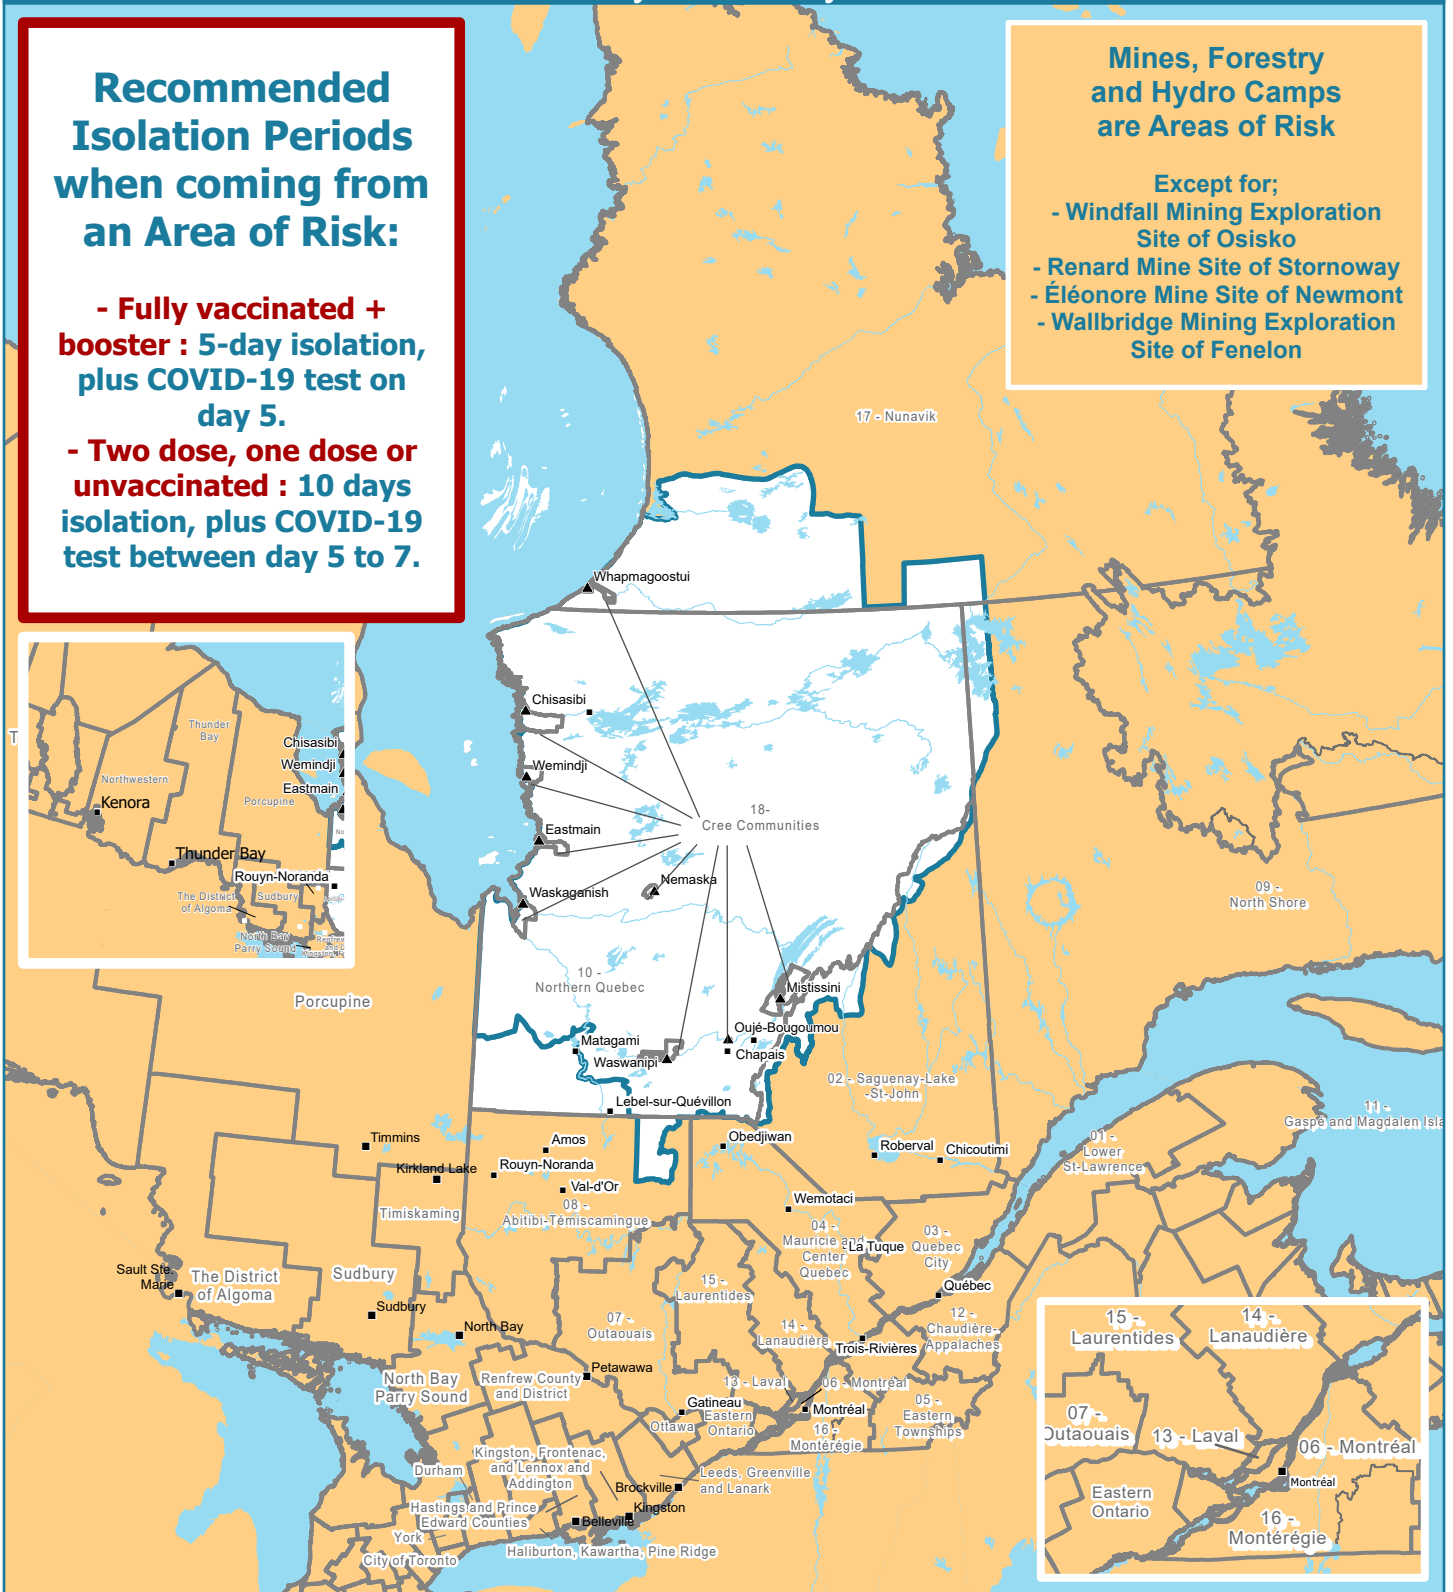 Recommended
Isolation Periods
when coming from
an Area of Risk:
- Fully vaccinated +
booster : 5-day isolation,
plus COVID-19 test on
day 5.
- Two dose, one dose or
unvaccinated : 10 days
isolation, plus COVID-19
test between day 5 to 7.
Mines, Forestry
and Hydro Camps
are Areas of Risk
Except for;
- Windfall Mining Exploration
Site of Osisko
- Renard Mine Site of Stornoway
- Éléonore Mine Site of Newmont
- Wallbridge Mining Exploration
Site of Fenelon
17 - Nunavik
Whapmagoostui
Chisasibi
Wemindji
Eastmain
Waskaganish
Nemaska
18-
Cree Communities
10 -
Northern Quebec
Mistissini
Oujé-Bougoumou
Chapais
Matagami
Waswanipi
Lebel-sur-Quévillon
09 -
North Shore
02 - Saguenay-Lake
-St-John
Thunder
Bay
Northwestern
Kenora
Porcupine
Chisasibi
Wemindji
Eastmain
Thunder Bay
Rouyn-Noranda
The District
of Algoma
Sudbury
North Bay
Parry Sound
Porcupine
Timmins
Kirkland Lake
Timiskaming
Amos
Rouyn-Noranda
Val-d'Or
08 -
Abitibi-Témiscamingue
Obedjiwan
Roberval
Chicoutimi
Wemotaci
01 -
Lower
St-Lawrence
11 -
Gaspé and Magdalen Isla
04 -
Mauricie and
Center
Quebec
La Tuque
03 -
Quebec
City
Québec
Sault Ste.
Marie
The District
of Algoma
Sudbury
Sudbury
North Bay
07 -
Outaouais
15 -
Laurentides
14 -
Lanaudière
Trois-Rivières
12 -
Chaudière-
Appalaches
North Bay
Parry Sound
Renfrew County
and District
Petawawa
Gatineau
Ottawa
Eastern
Ontario
13 - Laval
06 - Montréal
Montréal
16 -
Montérégie
05 -
Eastern
Townships
Durham
Kingston, Frontenac,
and Lennox and
Addington
Leeds, Greenville
and Lanark
Brockville
Kingston
Hastings and Prince
Edward Counties
Belleville
York
City of Toronto
Haliburton, Kawartha, Pine Ridge
15 -
Laurentides
14 -
Lanaudière
07 -
Outaouais
13 - Laval
06 - Montréal
Montréal
Eastern
Ontario
16 -
Montérégie